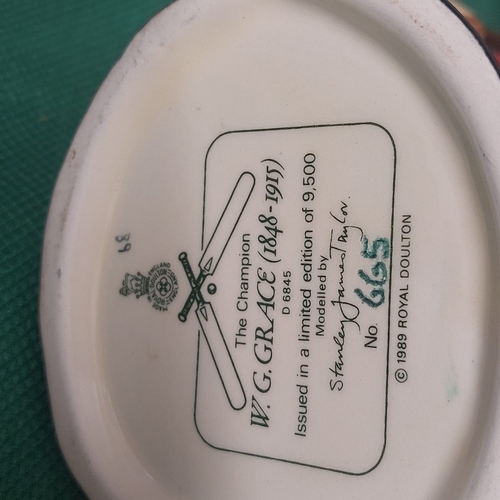 39
The Champion
W. G. GRACE (1848-1915)
D 6845
Issued in a limited edition of 9,500
Modelled by
Stanley James Taylor.
No. 665
© 1989 ROYAL DOULTON